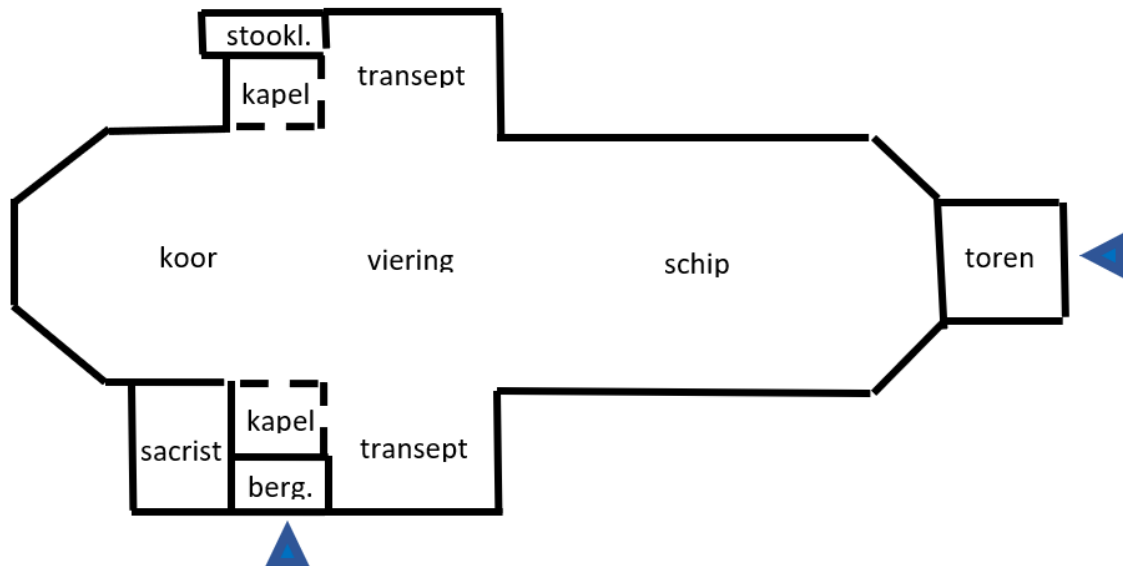 stookl.
transept
kapel
koor
viering
schip
toren
kapel
sacrist
transept
berg.